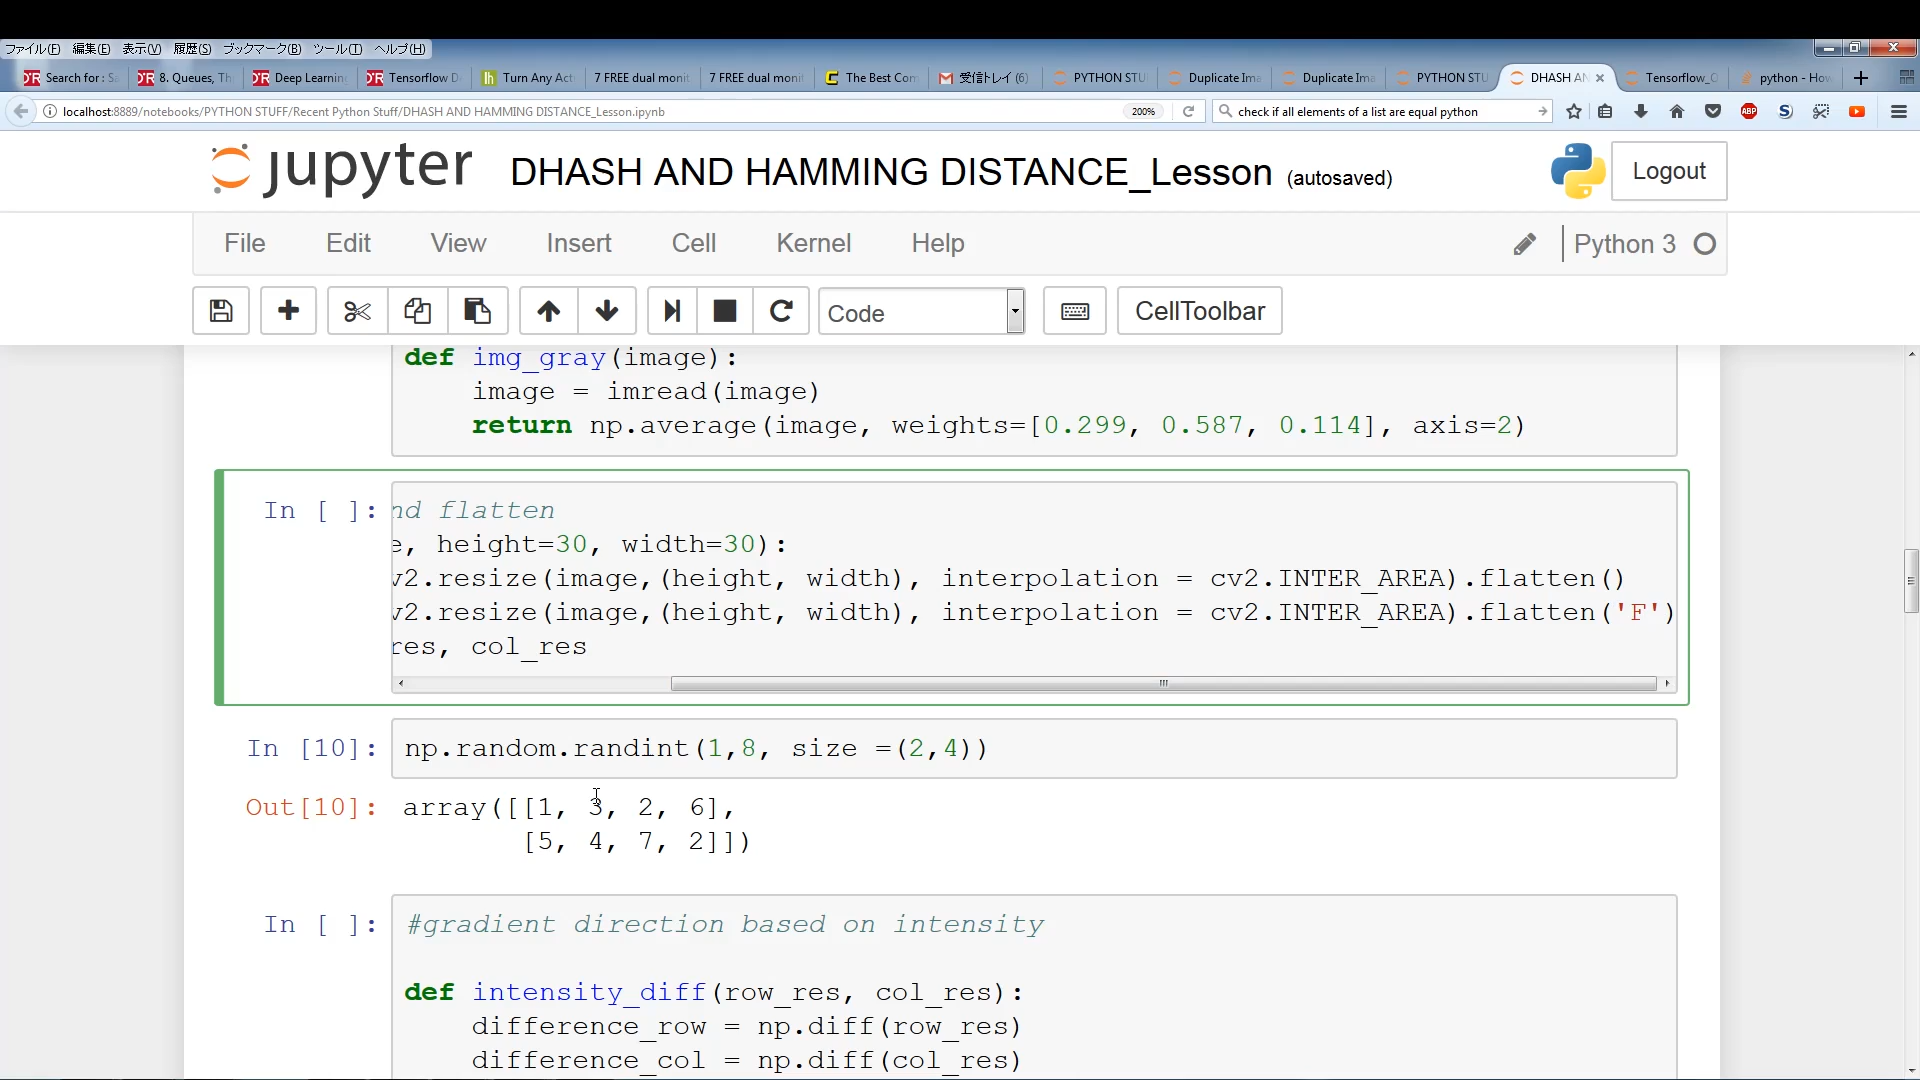 ファイル(F) 編集(E) 表示(V) 履歴(S) ブックマーク(B) ツール(T) ヘルプ(H)
Search for : Sa 8. Queues, Th Deep Learning Tensorflow D Turn Any Act 7 FREE dual monit 7 FREE dual monit The Best Com 受信トレイ (6) PYTHON STU Duplicate Ima Duplicate Ima PYTHON STU DHASH AN Tensorflow_O python - How
localhost:8889/notebooks/PYTHON STUFF/Recent Python Stuff/DHASH AND HAMMING DISTANCE_Lesson.ipynb 200% check if all elements of a list are equal python ABP S
jupyter DHASH AND HAMMING DISTANCE_Lesson (autosaved) Logout
File Edit View Insert Cell Kernel Help Python 3
Code CellToolbar
def img_gray(image):
image = imread(image)
return np.average(image, weights=[0.299, 0.587, 0.114], axis=2)
In [ ]: nd flatten
e, height=30, width=30):
v2.resize(image,(height, width), interpolation = cv2.INTER_AREA).flatten()
v2.resize(image,(height, width), interpolation = cv2.INTER_AREA).flatten('F')
res, col_res
In [10]: np.random.randint(1,8, size =(2,4))
Out[10]: array([[1, 3, 2, 6],
[5, 4, 7, 2]])
In [ ]: #gradient direction based on intensity
def intensity_diff(row_res, col_res):
difference_row = np.diff(row_res)
difference_col = np.diff(col_res)